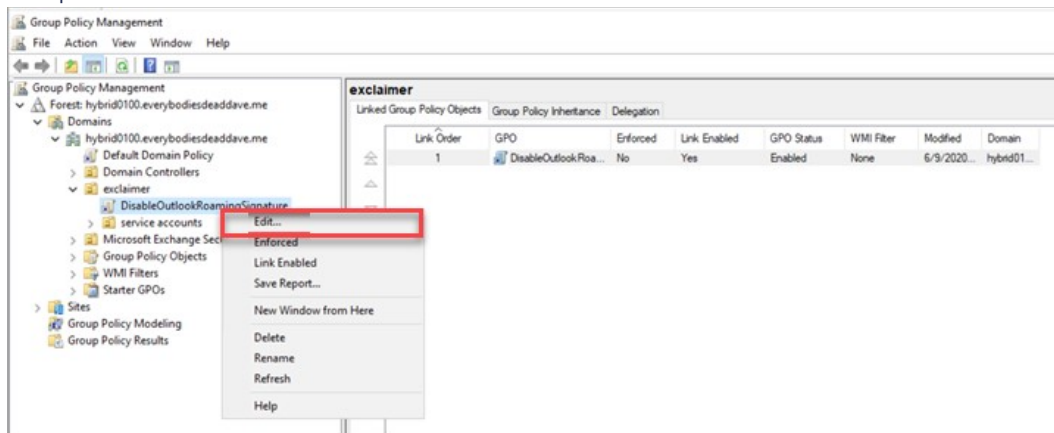 Group Policy Management
File Action View Window Help
Group Policy Management
Forest: hybrid0100.everybodiesdeaddave.me
Domains
hybrid0100.everybodiesdeaddave.me
Default Domain Policy
Domain Controllers
exclaimer
DisableOutlookRoamingSignature
service accounts
Microsoft Exchange Sec
Group Policy Objects
WMI Filters
Starter GPOs
Sites
Group Policy Modeling
Group Policy Results
Edit...
Enforced
Link Enabled
Save Report...
New Window from Here
Delete
Rename
Refresh
Help
exclaimer
Linked Group Policy Objects Group Policy Inheritance Delegation
Link Order GPO Enforced Link Enabled GPO Status WMI Filter Modified Domain
1 DisableOutlookRoa... No Yes Enabled None 6/9/2020... hybrid01...